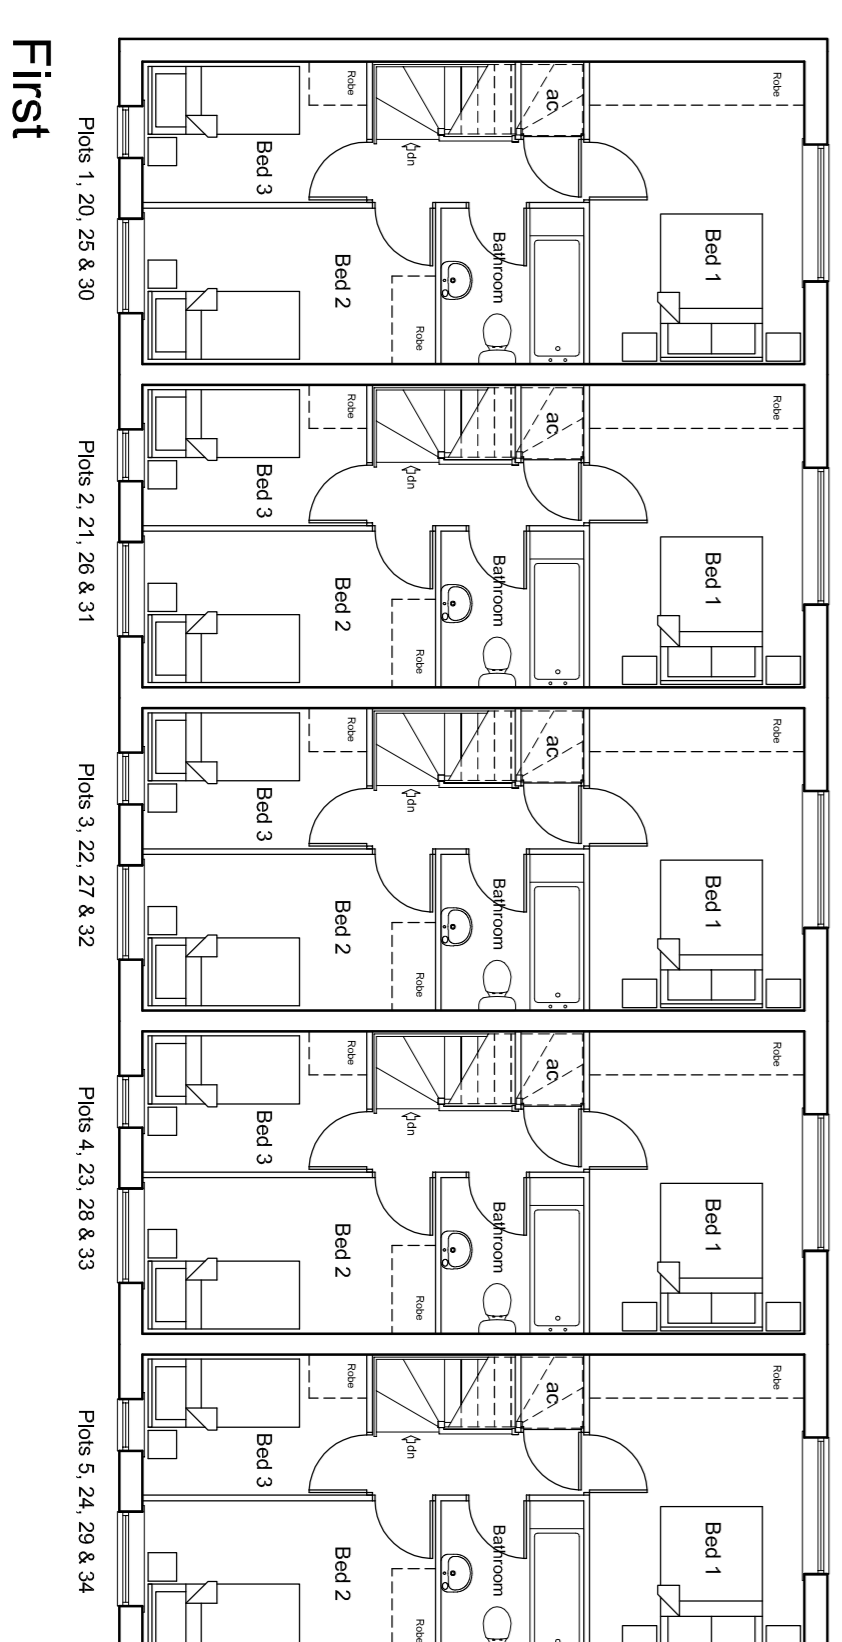 First
Plots 1, 20, 25 & 30
Robe
ac
Robe
dn
Bed 3
Bed 2
Bathroom
Bed 1
Robe
Plots 2, 21, 26 & 31
Robe
ac
Robe
dn
Bed 3
Bed 2
Bathroom
Bed 1
Robe
Plots 3, 22, 27 & 32
Robe
ac
Robe
dn
Bed 3
Bed 2
Bathroom
Bed 1
Robe
Plots 4, 23, 28 & 33
Robe
ac
Robe
dn
Bed 3
Bed 2
Bathroom
Bed 1
Robe
Plots 5, 24, 29 & 34
Robe
ac
Robe
dn
Bed 3
Bed 2
Bathroom
Bed 1
Robe